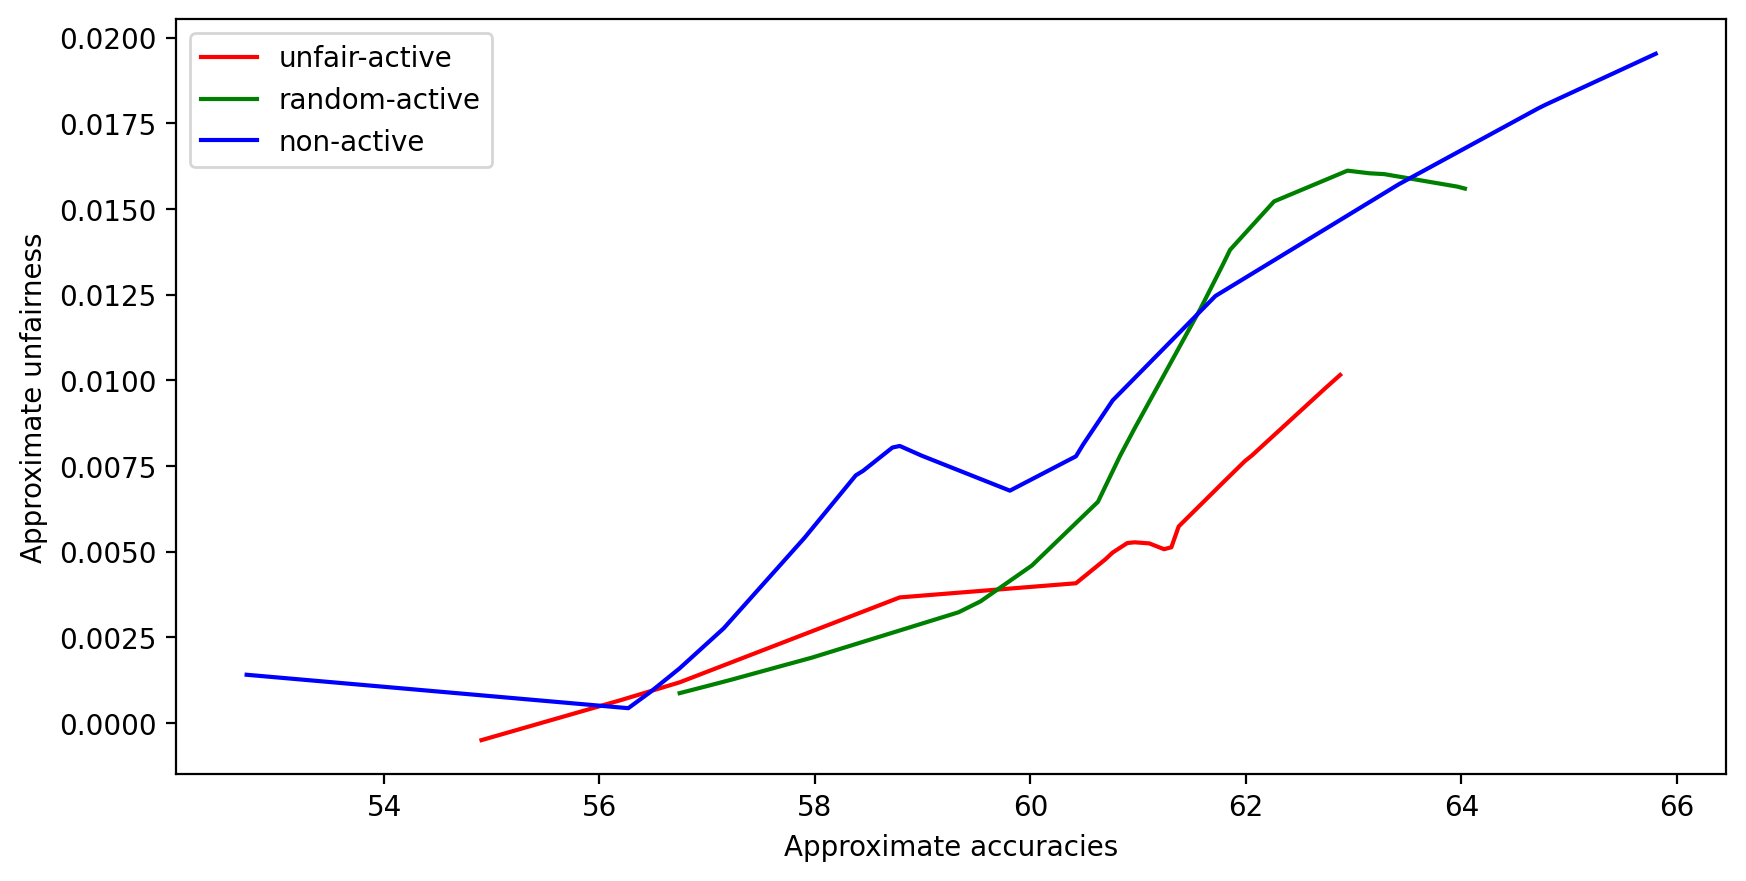 unfair-active
random-active
non-active
Approximate unfairness
0.0200
0.0175
0.0150
0.0125
0.0100
0.0075
0.0050
0.0025
0.0000
54 56 58 60 62 64 66
Approximate accuracies